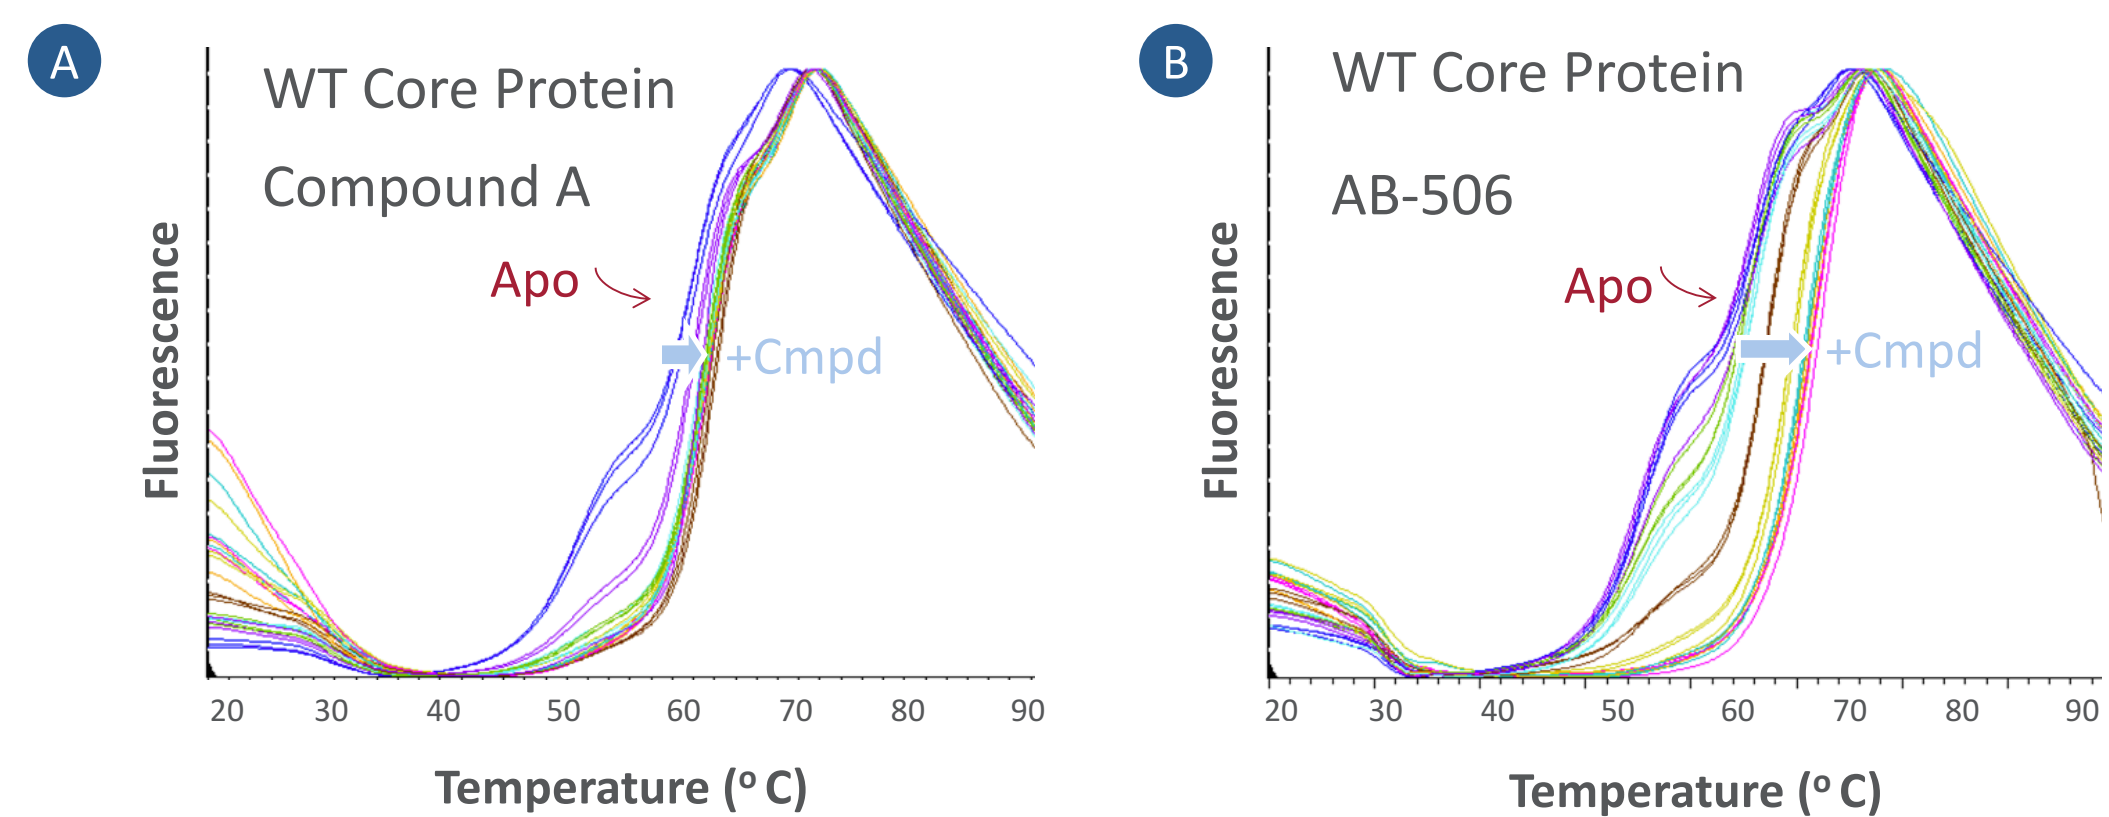 A
WT Core Protein
Compound A
Apo
+Cmpd
Fluorescence
20 30 40 50 60 70 80 90
Temperature (º C)
B
WT Core Protein
AB-506
Apo
+Cmpd
Fluorescence
20 30 40 50 60 70 80 90
Temperature (º C)